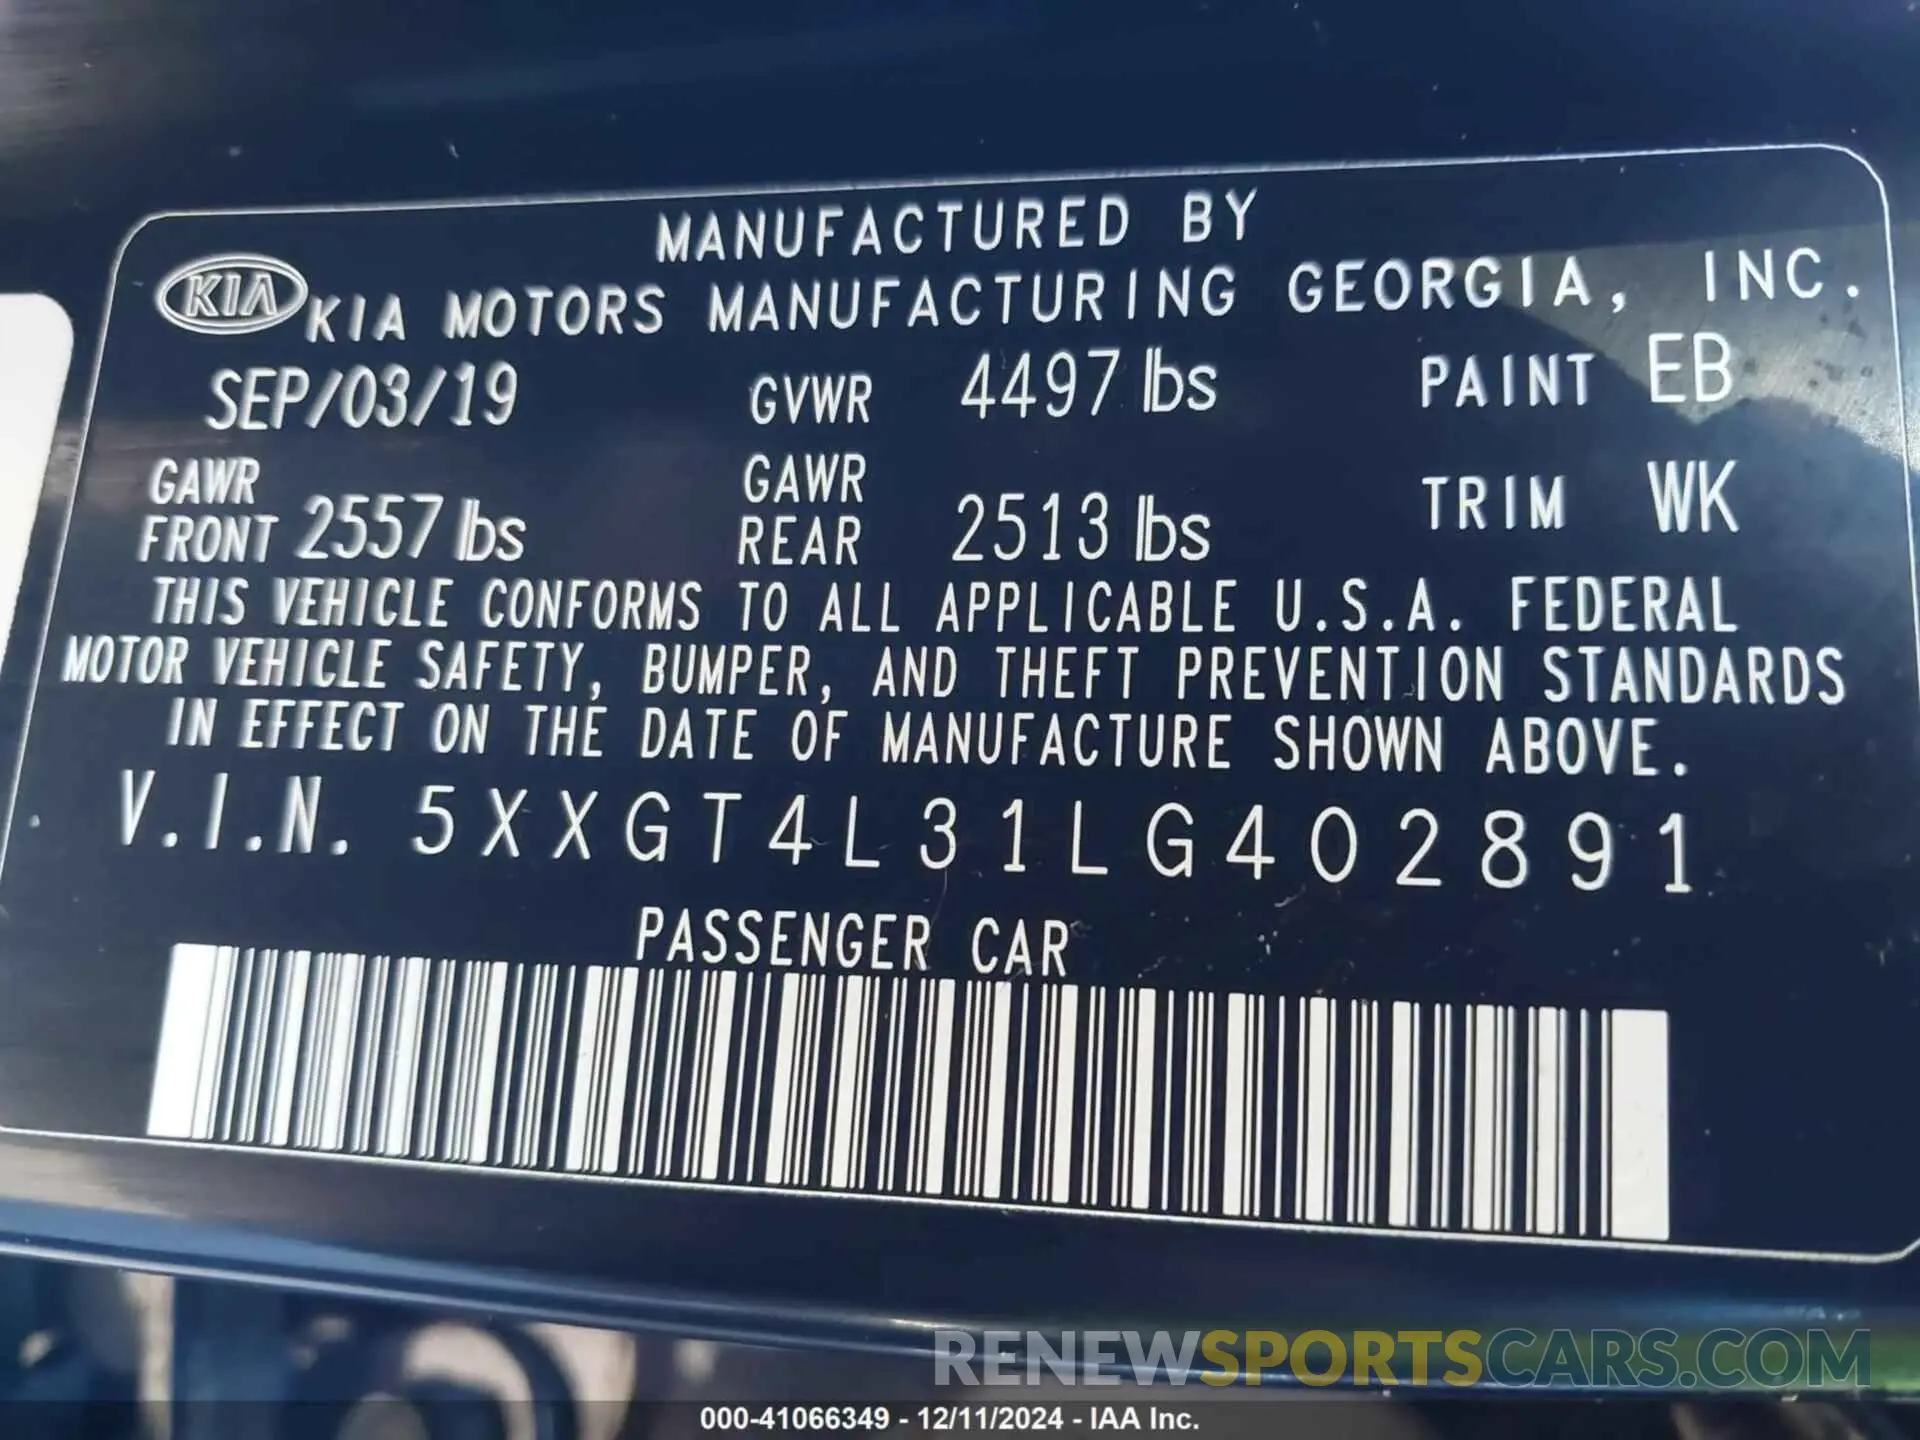 MANUFACTURED BY
KIA KIA MOTORS MANUFACTURING GEORGIA, INC.
SEP/03/19 GVWR 4497 lbs PAINT EB
GAWR FRONT 2557 lbs GAWR REAR 2513 lbs TRIM WK
THIS VEHICLE CONFORMS TO ALL APPLICABLE U.S.A. FEDERAL
MOTOR VEHICLE SAFETY, BUMPER, AND THEFT PREVENTION STANDARDS
IN EFFECT ON THE DATE OF MANUFACTURE SHOWN ABOVE.
V.I.N. 5XXGT4L31LG402891
PASSENGER CAR
RENEWSPORTSCARS.COM
000-41066349 - 12/11/2024 - IAA Inc.